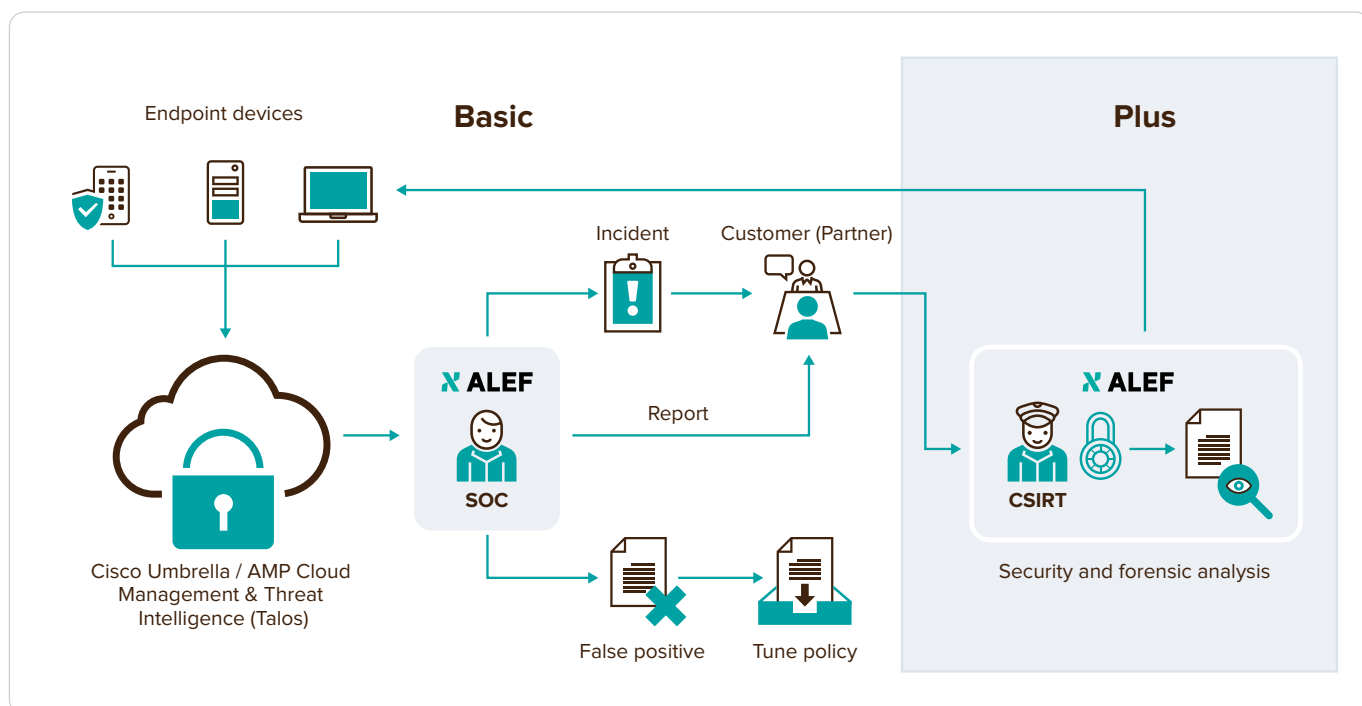 Basic
Plus
Endpoint devices
Incident
Customer (Partner)
ALEF
SOC
Report
ALEF
CSIRT
Cisco Umbrella / AMP Cloud
Management & Threat
Intelligence (Talos)
Security and forensic analysis
False positive
Tune policy